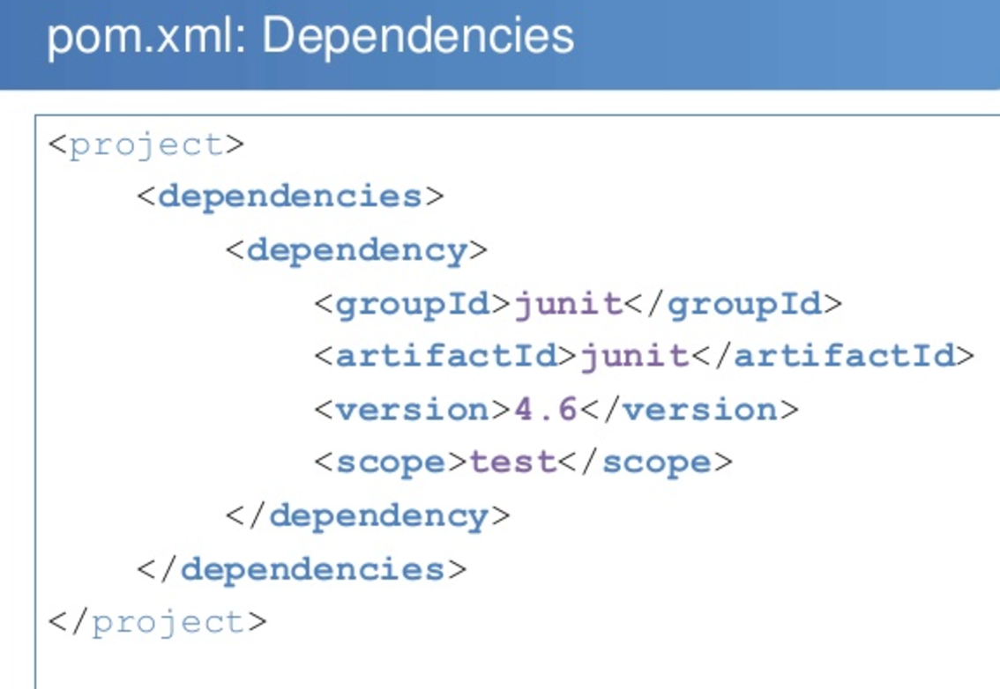 pom.xml: Dependencies
<project>
<dependencies>
<dependency>
<groupId>junit</groupId>
<artifactId>junit</artifactId>
<version>4.6</version>
<scope>test</scope>
</dependency>
</dependencies>
</project>